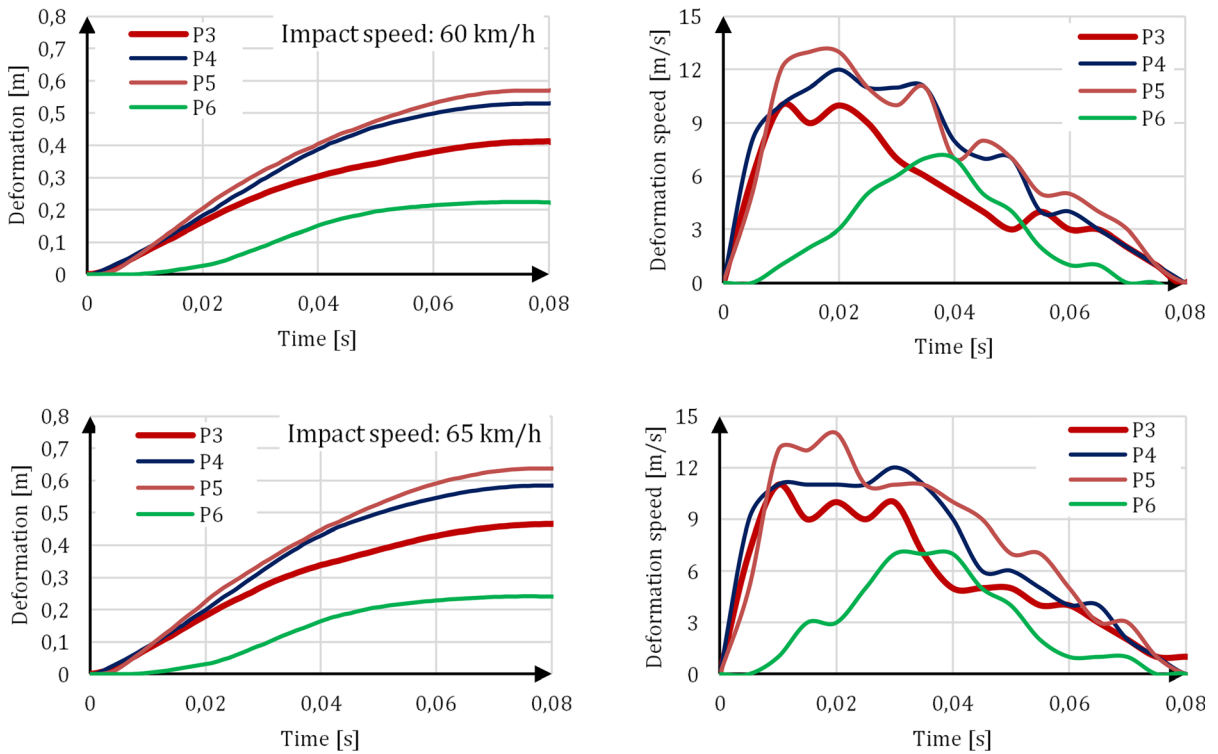 Deformation [m]
0,8
0,7
0,6
0,5
0,4
0,3
0,2
0,1
0
P3
P4
P5
P6
Impact speed: 60 km/h
0 0,02 0,04 0,06 0,08
Time [s]
Deformation speed [m/s]
15
12
9
6
3
0
P3
P4
P5
P6
0 0,02 0,04 0,06 0,08
Time [s]
Deformation [m]
0,8
0,7
0,6
0,5
0,4
0,3
0,2
0,1
0
P3
P4
P5
P6
Impact speed: 65 km/h
0 0,02 0,04 0,06 0,08
Time [s]
Deformation speed [m/s]
15
12
9
6
3
0
P3
P4
P5
P6
0 0,02 0,04 0,06 0,08
Time [s]